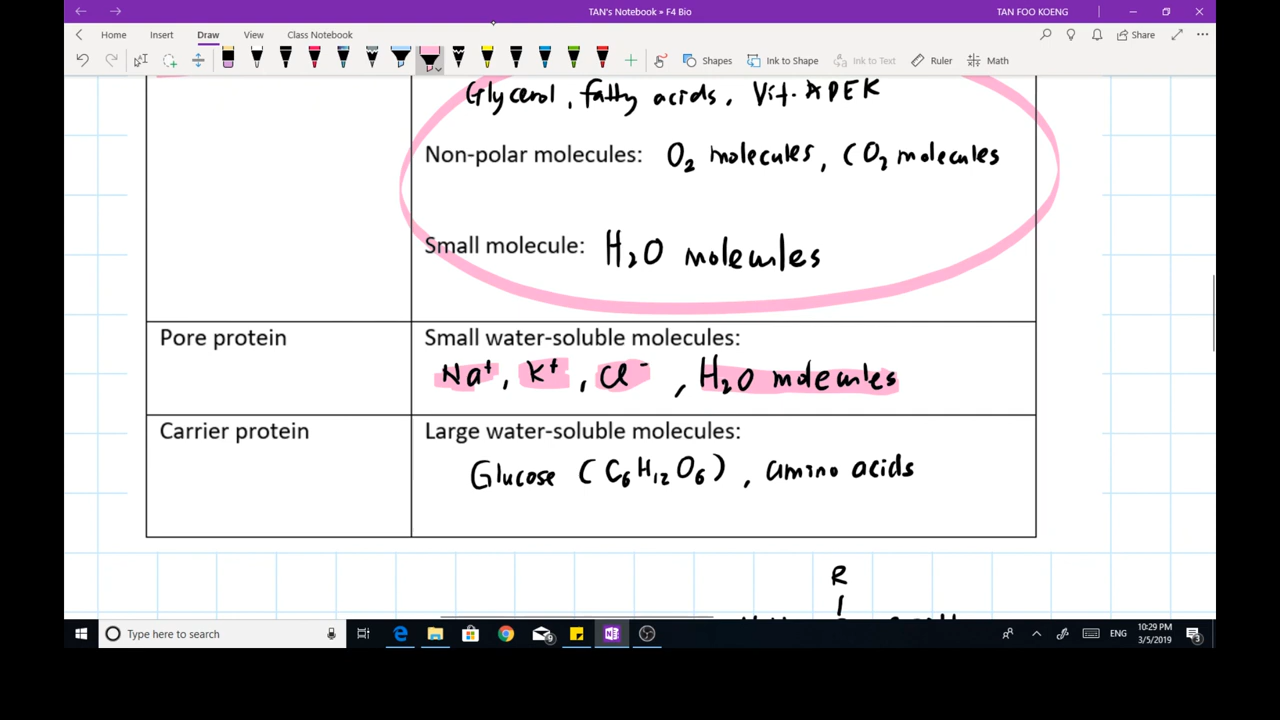 TAN's Notebook » F4 Bio
TAN FOO KOENG
Home Insert Draw View Class Notebook
Share
Shapes Ink to Shape Ink to Text Ruler Math
Glycerol, fatty acids, Vit. ADEK
Non-polar molecules: O2 molecules, CO2 molecules
Small molecule: H2O molecules
Pore protein
Small water-soluble molecules:
Na+, K+, Cl-, H2O molecules
Carrier protein
Large water-soluble molecules:
Glucose (C6H12O6), amino acids
R
Type here to search
ENG
10:29 PM
3/5/2019
3